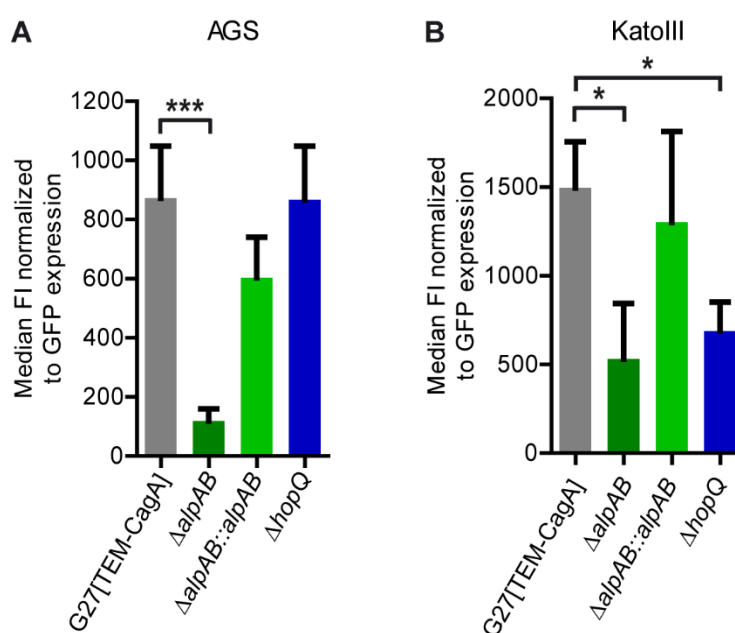 A
AGS
Median FI normalized
to GFP expression
1200
1000
800
600
400
200
0
***
G27[TEM-CagA]
ΔalpAB
ΔalpAB::alpAB
ΔhopQ
B
KatoIII
Median FI normalized
to GFP expression
2000
1500
1000
500
0
*
*
G27[TEM-CagA]
ΔalpAB
ΔalpAB::alpAB
ΔhopQ